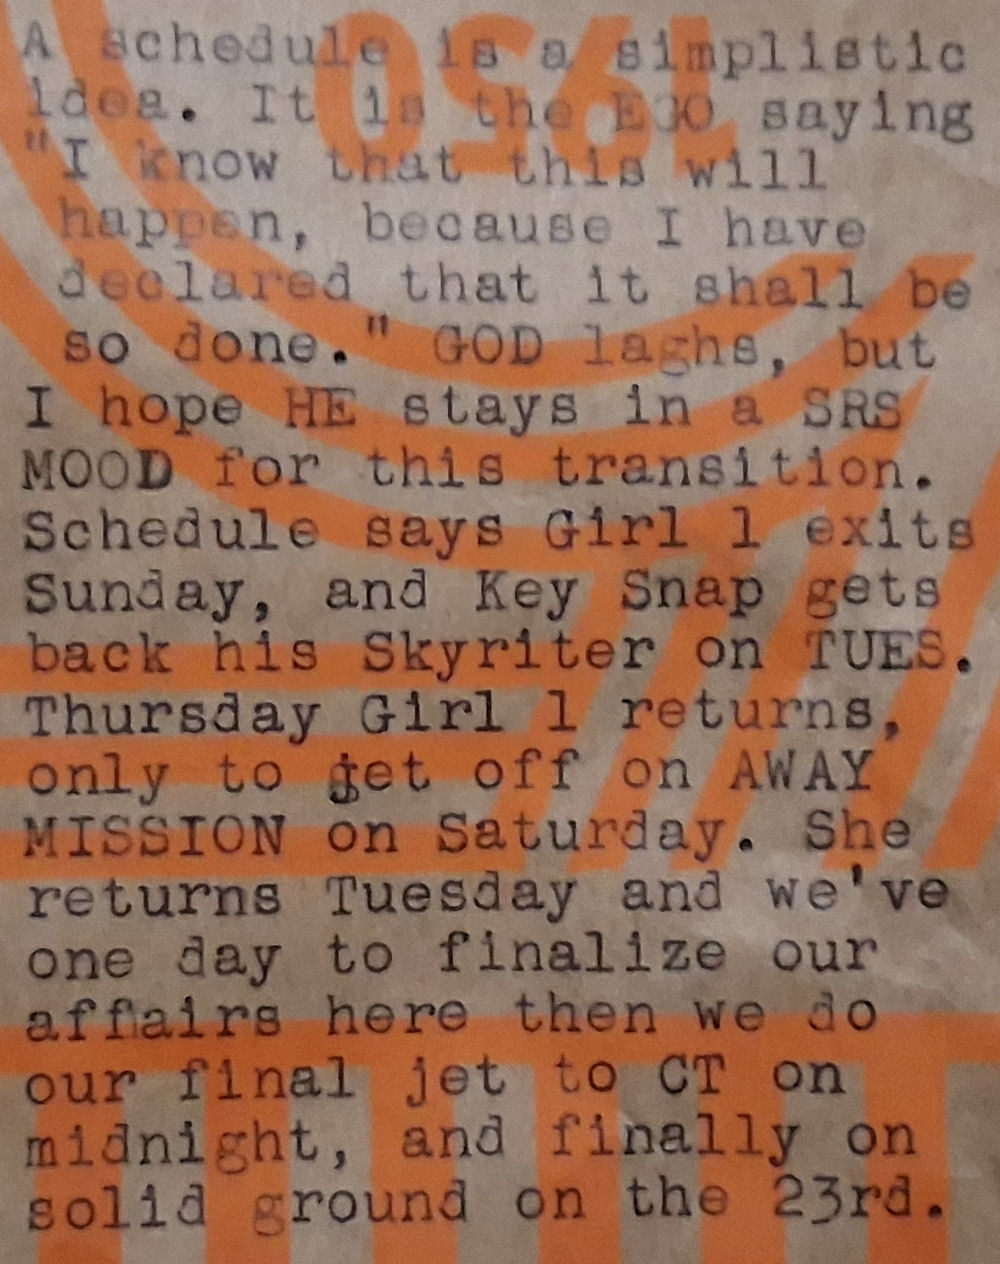 A schedule is a simplistic
idea. It is the EGO saying
"I know that this will
happen, because I have
declared that it shall be
so done." GOD laghs, but
I hope HE stays in a SRS
MOOD for this transition.
Schedule says Girl 1 exits
Sunday, and Key Snap gets
back his Skyriter on TUES.
Thursday Girl 1 returns,
only to jet off on AWAY
MISSION on Saturday. She
returns Tuesday and we've
one day to finalize our
affairs here then we do
our final jet to CT on
midnight, and finally on
solid ground on the 23rd.
1950